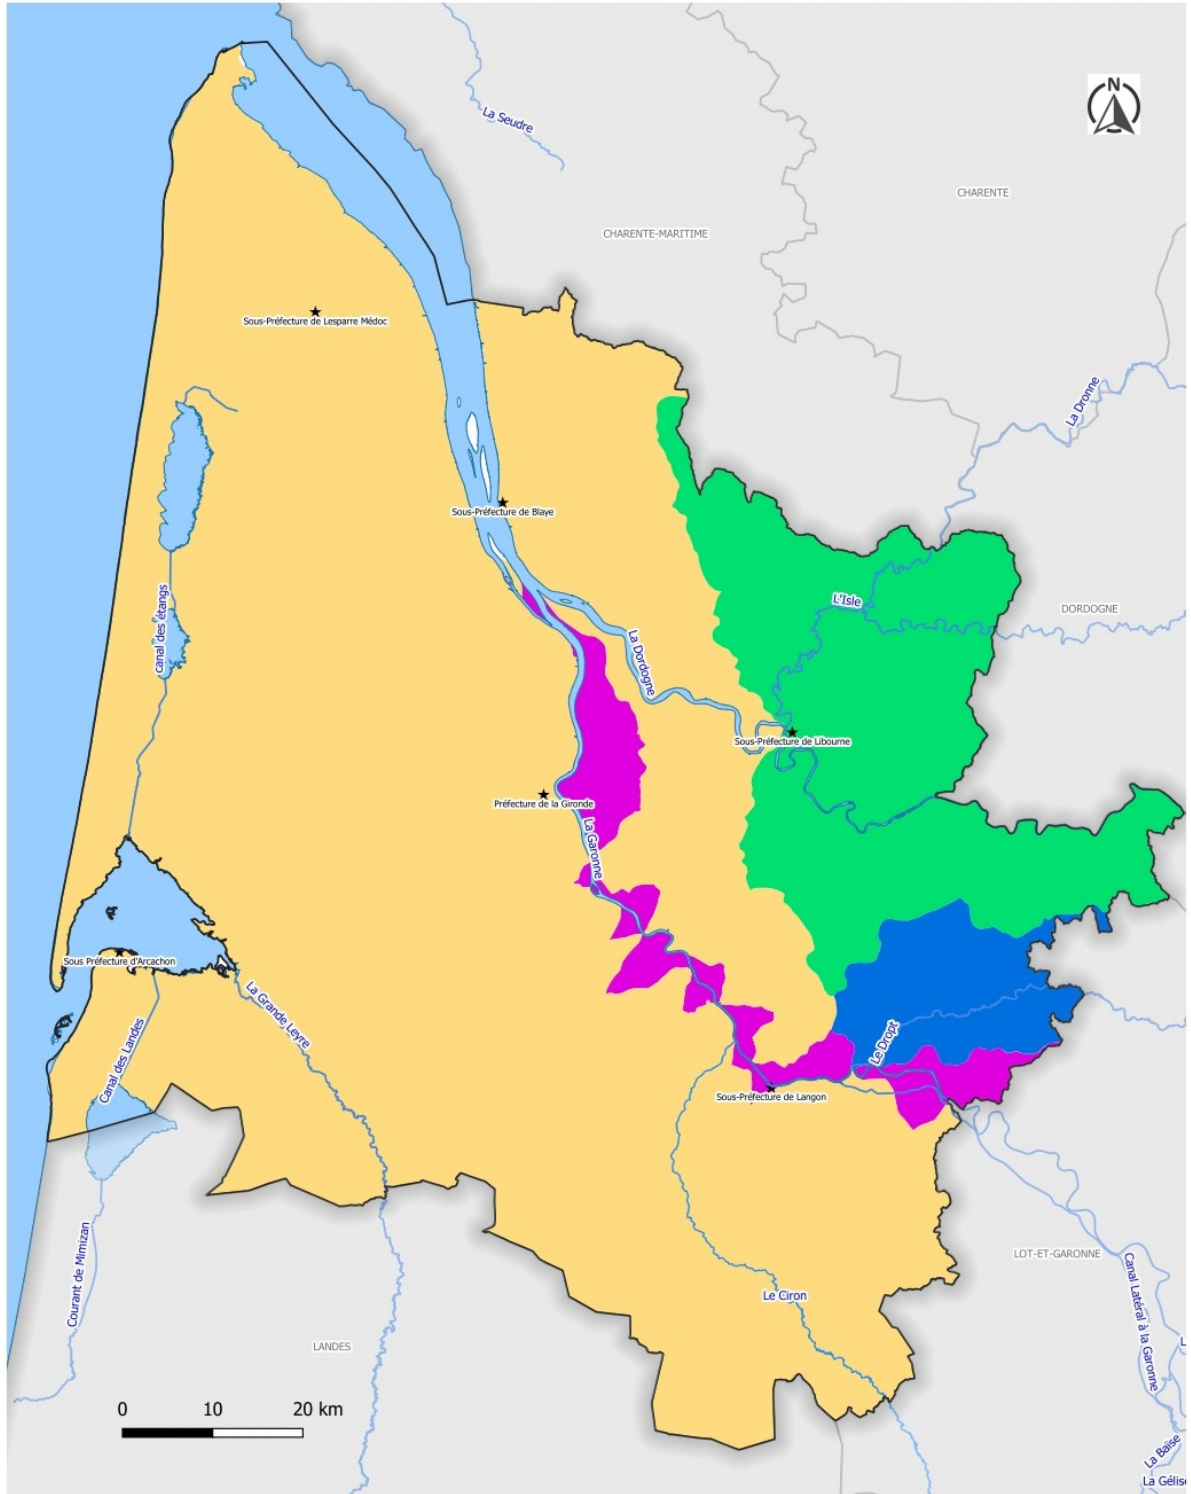 N
La Seudre
CHARENTE
CHARENTE-MARITIME
Sous-Préfecture de Lesparre Médoc
La Dronne
Sous-Préfecture de Blaye
L'Isle
DORDOGNE
canal des étangs
La Dordogne
Sous-Préfecture de Libourne
Préfecture de la Gironde
La Garonne
Sous Préfecture d'Arcachon
La Grande Leyre
Canal des Landes
Le Dropt
Sous-Préfecture de Langon
Courant de Mimizan
LOT-ET-GARONNE
Canal Latéral à la Garonne
Le Ciron
LANDES
L
0 10 20 km
La Baïse
La Gélise